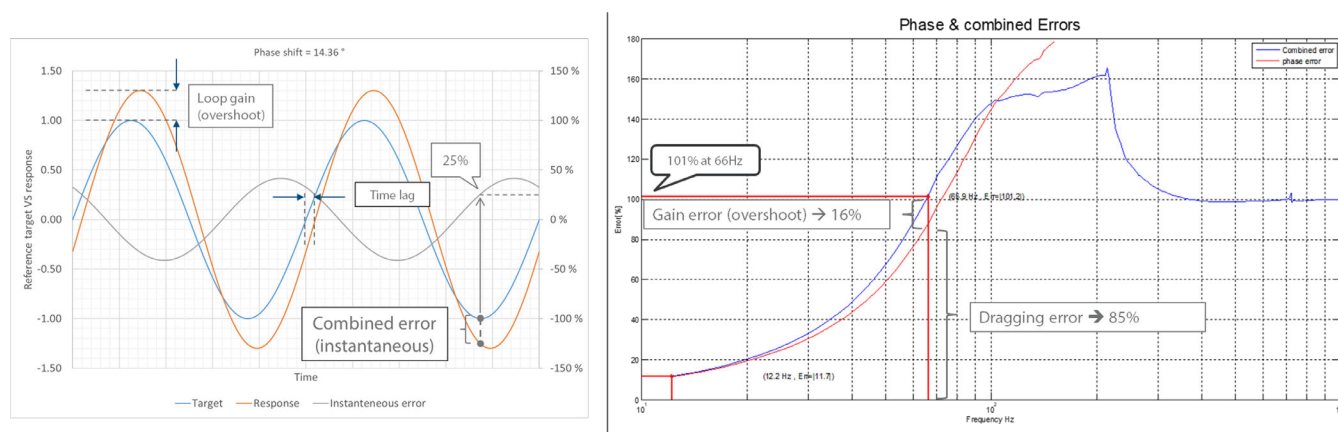 Phase shift = 14.36 °
1.50
1.00
0.50
0.00
-0.50
-1.00
-1.50
Reference target VS response
150 %
100 %
50 %
0 %
-50 %
-100 %
-150 %
Loop gain
(overshoot)
25%
Time lag
Combined error
(instantaneous)
Time
Target
Response
Instanteneous error
Phase & combined Errors
180
160
140
120
100
80
60
40
20
0
Error[%]
Combined error
phase error
101% at 66Hz
Gain error (overshoot) → 16%
Dragging error → 85%
(12.2 Hz , Em=|11.7|)
10¹
10²
Frequency Hz